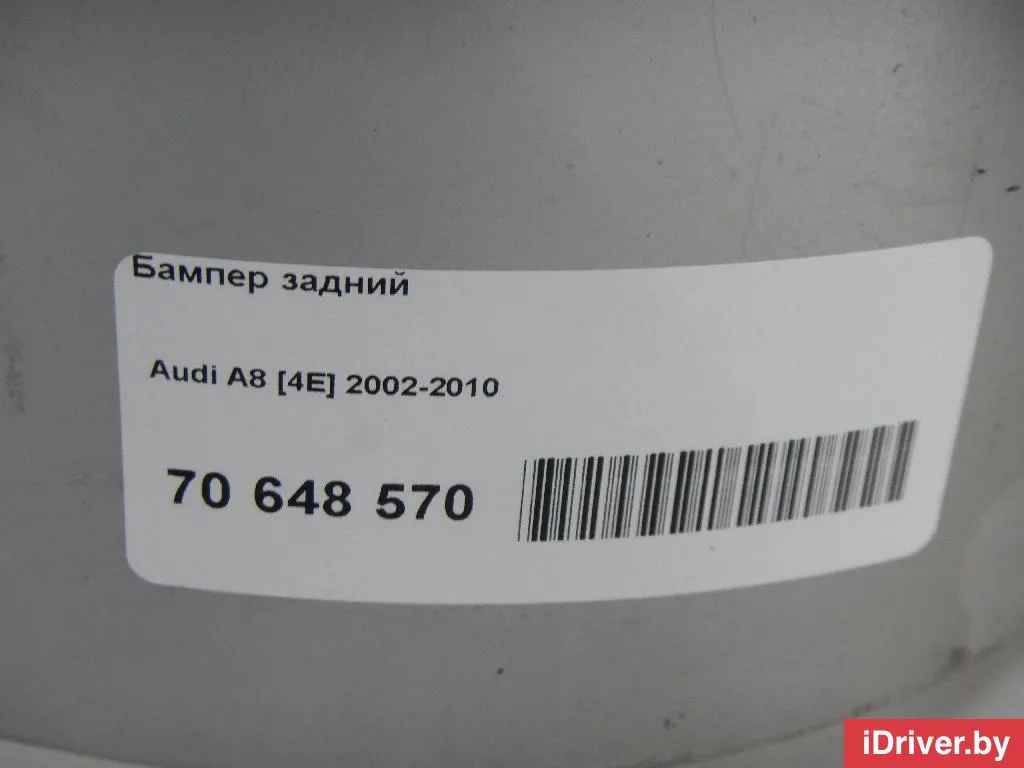 Бампер задний
Audi A8 [4E] 2002-2010
70 648 570
iDriver.by